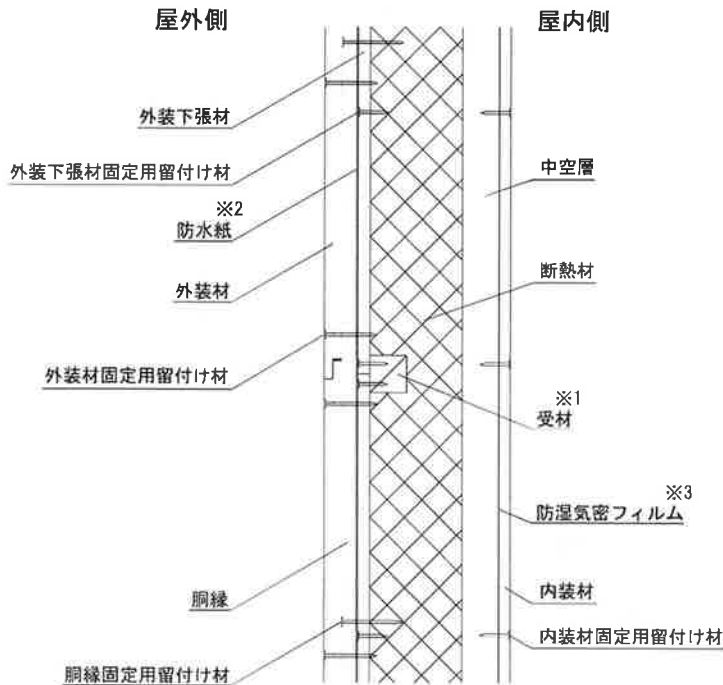 屋外側
屋内側
外装下張材
外装下張材固定用留付け材
※2
防水紙
外装材
外装材固定用留付け材
胴縁
胴縁固定用留付け材
中空層
断熱材
※1
受材
※3
防湿気密フィルム
内装材
内装材固定用留付け材